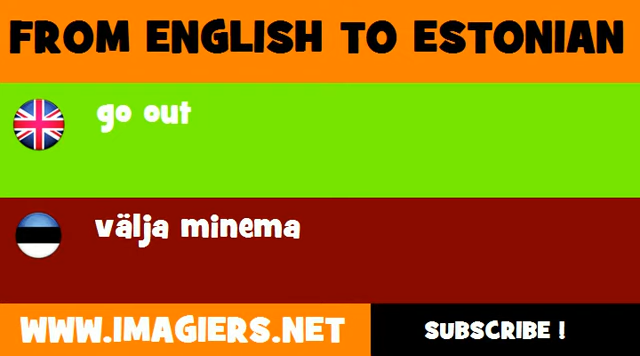 FROM ENGLISH TO ESTONIAN
go out
välja minema
WWW.IMAGIERS.NET
SUBSCRIBE !